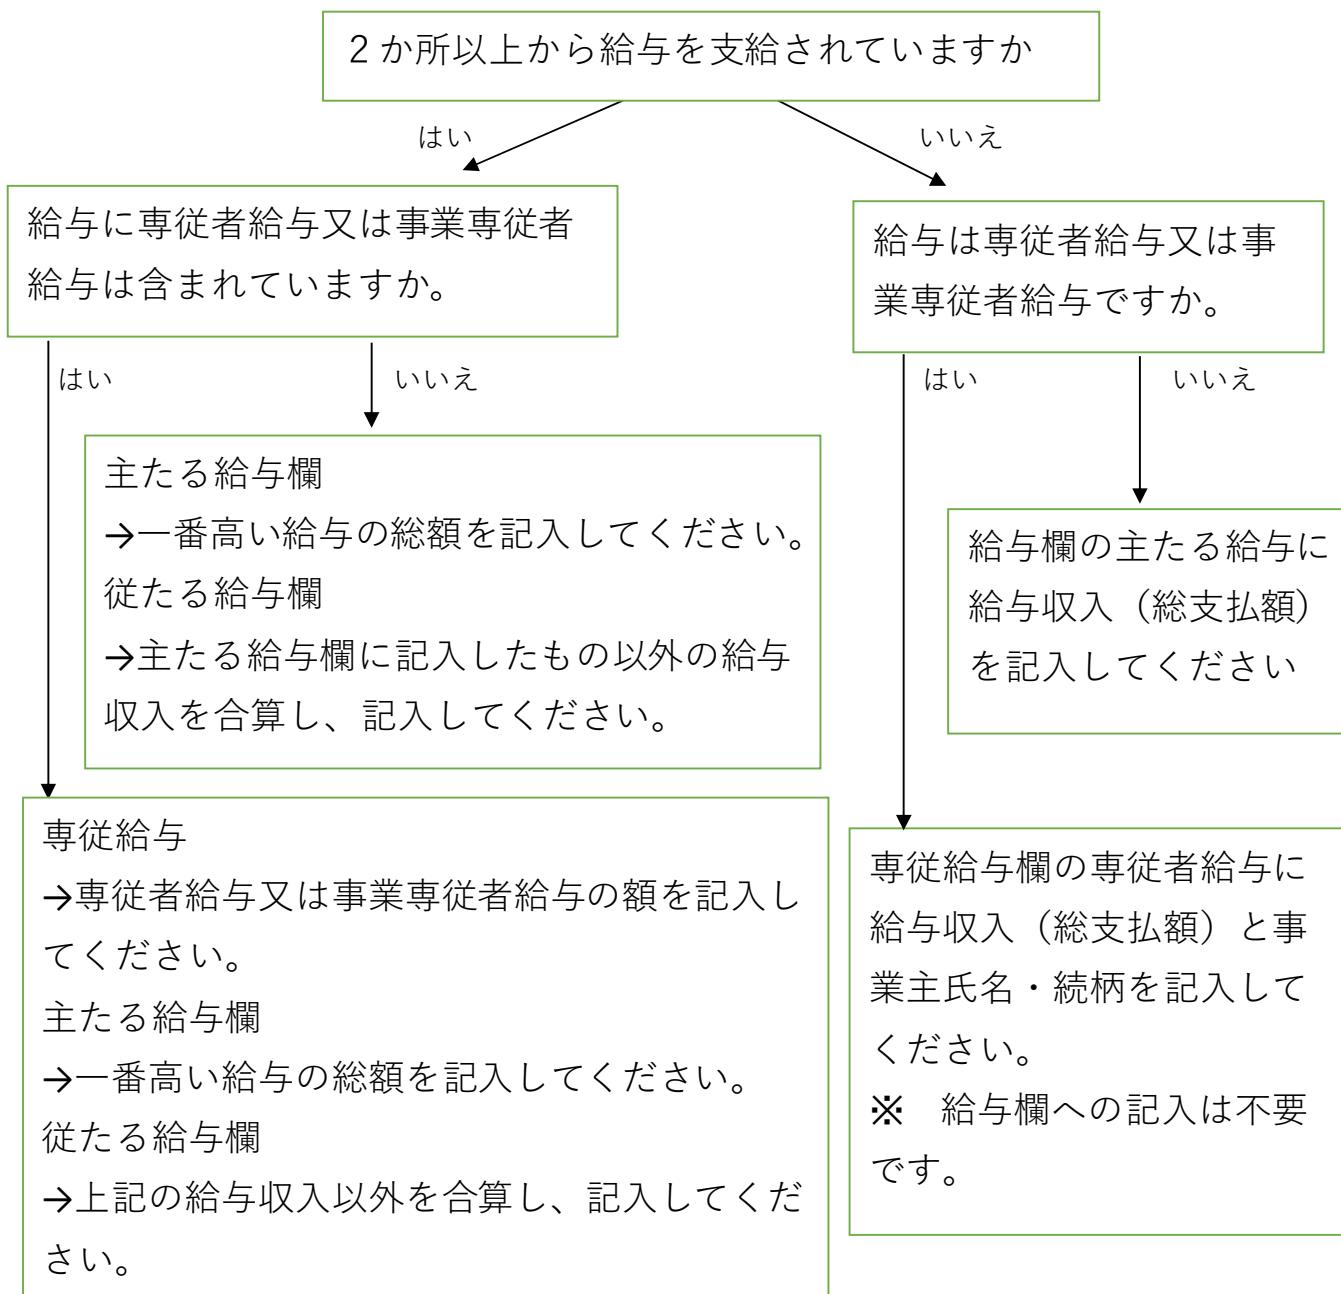 ２か所以上から給与を支給されていますか
はい
いいえ
給与に専従者給与又は事業専従者
給与は含まれていますか。
給与は専従者給与又は事
業専従者給与ですか。
はい
いいえ
はい
いいえ
主たる給与欄
→一番高い給与の総額を記入してください。
従たる給与欄
→主たる給与欄に記入したもの以外の給与
収入を合算し、記入してください。
給与欄の主たる給与に
給与収入（総支払額）
を記入してください
専従給与
→専従者給与又は事業専従者給与の額を記入し
てください。
主たる給与欄
→一番高い給与の総額を記入してください。
従たる給与欄
→上記の給与収入以外を合算し、記入してくだ
さい。
専従給与欄の専従者給与に
給与収入（総支払額）と事
業主氏名・続柄を記入して
ください。
※　給与欄への記入は不要
です。